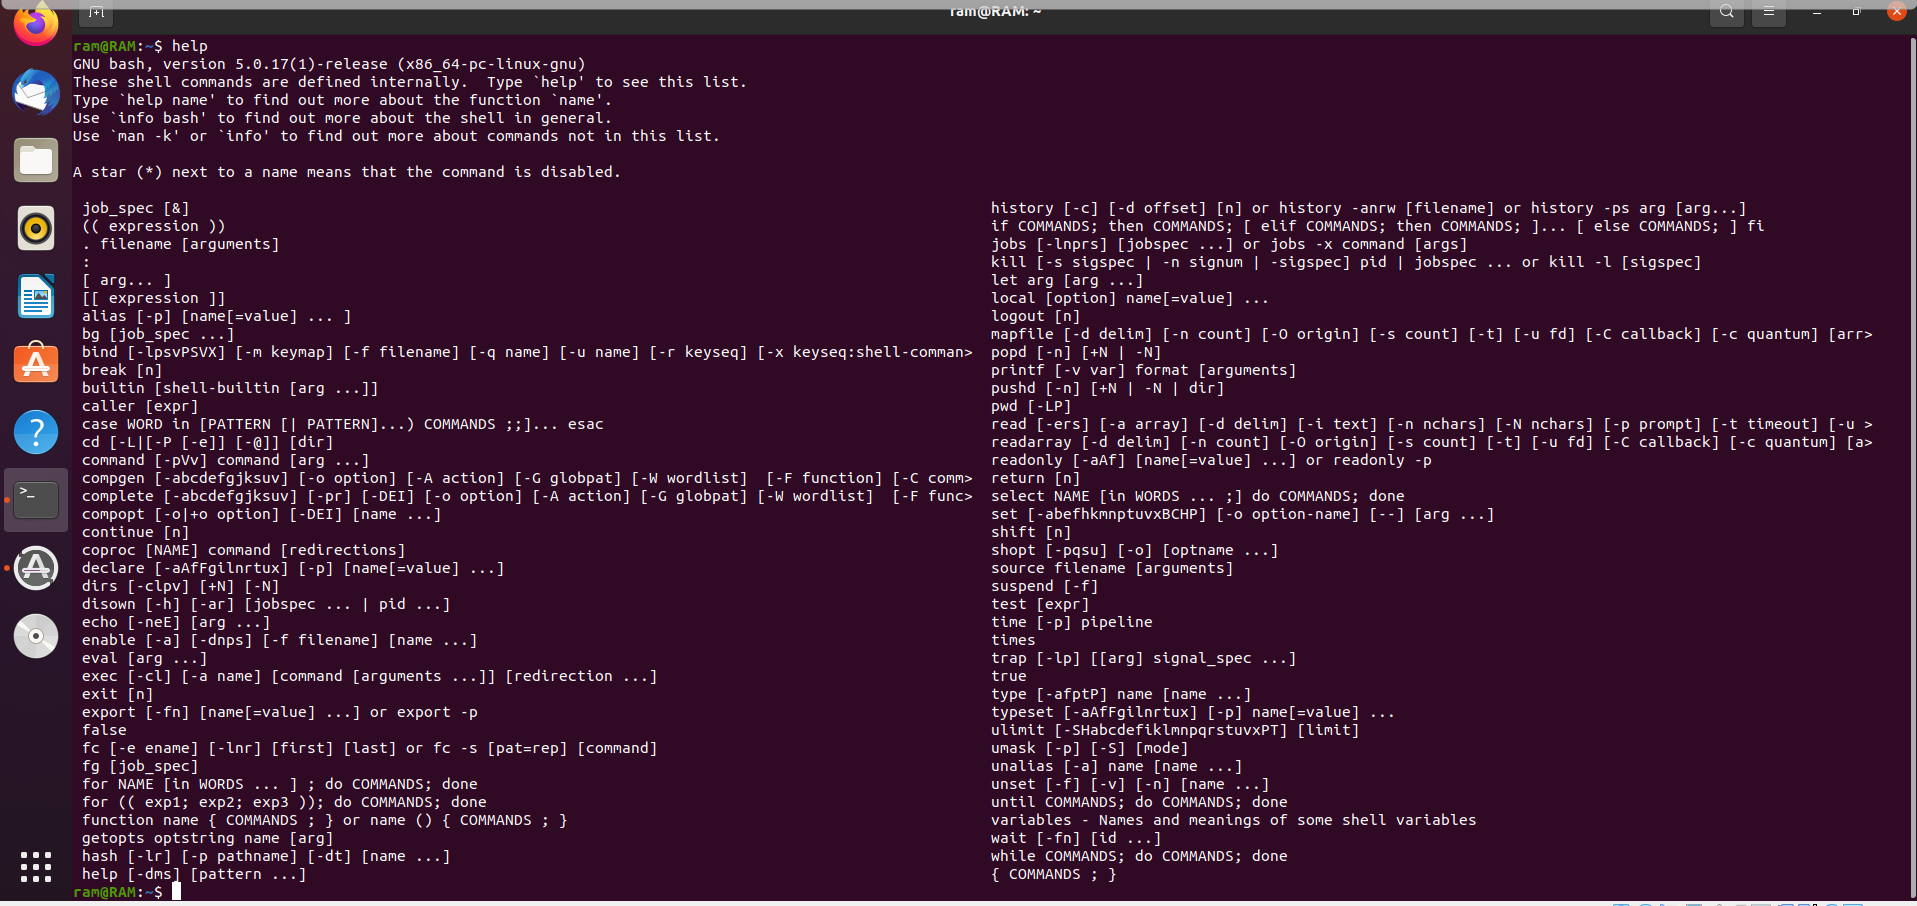 ram@RAM: ~
ram@RAM:~$ help
GNU bash, version 5.0.17(1)-release (x86_64-pc-linux-gnu)
These shell commands are defined internally.  Type `help' to see this list.
Type `help name' to find out more about the function `name'.
Use `info bash' to find out more about the shell in general.
Use `man -k' or `info' to find out more about commands not in this list.
A star (*) next to a name means that the command is disabled.
job_spec [&]
(( expression ))
. filename [arguments]
:
[ arg... ]
[[ expression ]]
alias [-p] [name[=value] ... ]
bg [job_spec ...]
bind [-lpsvPSVX] [-m keymap] [-f filename] [-q name] [-u name] [-r keyseq] [-x keyseq:shell-comman>
break [n]
builtin [shell-builtin [arg ...]]
caller [expr]
case WORD in [PATTERN [| PATTERN]...) COMMANDS ;;]... esac
cd [-L|[-P [-e]] [-@]] [dir]
command [-pVv] command [arg ...]
compgen [-abcdefgjksuv] [-o option] [-A action] [-G globpat] [-W wordlist]  [-F function] [-C comm>
complete [-abcdefgjksuv] [-pr] [-DEI] [-o option] [-A action] [-G globpat] [-W wordlist]  [-F func>
compopt [-o|+o option] [-DEI] [name ...]
continue [n]
coproc [NAME] command [redirections]
declare [-aAfFgilnrtux] [-p] [name[=value] ...]
dirs [-clpv] [+N] [-N]
disown [-h] [-ar] [jobspec ... | pid ...]
echo [-neE] [arg ...]
enable [-a] [-dnps] [-f filename] [name ...]
eval [arg ...]
exec [-cl] [-a name] [command [arguments ...]] [redirection ...]
exit [n]
export [-fn] [name[=value] ...] or export -p
false
fc [-e ename] [-lnr] [first] [last] or fc -s [pat=rep] [command]
fg [job_spec]
for NAME [in WORDS ... ] ; do COMMANDS; done
for (( exp1; exp2; exp3 )); do COMMANDS; done
function name { COMMANDS ; } or name () { COMMANDS ; }
getopts optstring name [arg]
hash [-lr] [-p pathname] [-dt] [name ...]
help [-dms] [pattern ...]
history [-c] [-d offset] [n] or history -anrw [filename] or history -ps arg [arg...]
if COMMANDS; then COMMANDS; [ elif COMMANDS; then COMMANDS; ]... [ else COMMANDS; ] fi
jobs [-lnprs] [jobspec ...] or jobs -x command [args]
kill [-s sigspec | -n signum | -sigspec] pid | jobspec ... or kill -l [sigspec]
let arg [arg ...]
local [option] name[=value] ...
logout [n]
mapfile [-d delim] [-n count] [-O origin] [-s count] [-t] [-u fd] [-C callback] [-c quantum] [arr>
popd [-n] [+N | -N]
printf [-v var] format [arguments]
pushd [-n] [+N | -N | dir]
pwd [-LP]
read [-ers] [-a array] [-d delim] [-i text] [-n nchars] [-N nchars] [-p prompt] [-t timeout] [-u >
readarray [-d delim] [-n count] [-O origin] [-s count] [-t] [-u fd] [-C callback] [-c quantum] [a>
readonly [-aAf] [name[=value] ...] or readonly -p
return [n]
select NAME [in WORDS ... ;] do COMMANDS; done
set [-abefhkmnptuvxBCHP] [-o option-name] [--] [arg ...]
shift [n]
shopt [-pqsu] [-o] [optname ...]
source filename [arguments]
suspend [-f]
test [expr]
time [-p] pipeline
times
trap [-lp] [[arg] signal_spec ...]
true
type [-afptP] name [name ...]
typeset [-aAfFgilnrtux] [-p] name[=value] ...
ulimit [-SHabcdefiklmnpqrstuvxPT] [limit]
umask [-p] [-S] [mode]
unalias [-a] name [name ...]
unset [-f] [-v] [-n] [name ...]
until COMMANDS; do COMMANDS; done
variables - Names and meanings of some shell variables
wait [-fn] [id ...]
while COMMANDS; do COMMANDS; done
{ COMMANDS ; }
ram@RAM:~$